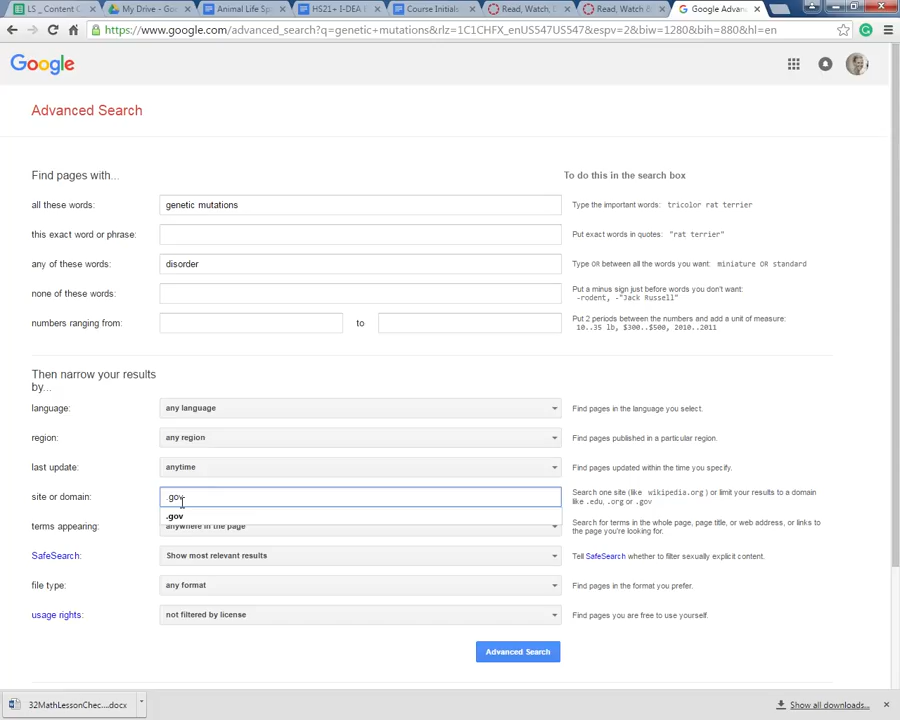 LS _ Content C
My Drive - Goo
Animal Life Sp
HS21+ I-DEA I
Course Initials
Read, Watch, D
Read, Watch &
Google Advan
https://www.google.com/advanced_search?q=genetic+mutations&rlz=1C1CHFX_enUS547US547&espv=2&biw=1280&bih=880&hl=en
Google
Advanced Search
Find pages with...
To do this in the search box
all these words:
genetic mutations
Type the important words: tricolor rat terrier
this exact word or phrase:
Put exact words in quotes: "rat terrier"
any of these words:
disorder
Type OR between all the words you want: miniature OR standard
none of these words:
Put a minus sign just before words you don't want:
-rodent, -"Jack Russell"
numbers ranging from:
to
Put 2 periods between the numbers and add a unit of measure:
10..35 lb, $300..$500, 2010..2011
Then narrow your results
by...
language:
any language
Find pages in the language you select.
region:
any region
Find pages published in a particular region.
last update:
anytime
Find pages updated within the time you specify.
site or domain:
.gov
Search one site (like wikipedia.org ) or limit your results to a domain
like .edu, .org or .gov
.gov
terms appearing:
anywhere in the page
Search for terms in the whole page, page title, or web address, or links to
the page you're looking for.
SafeSearch:
Show most relevant results
Tell SafeSearch whether to filter sexually explicit content.
file type:
any format
Find pages in the format you prefer.
usage rights:
not filtered by license
Find pages you are free to use yourself.
Advanced Search
32MathLessonChec....docx
Show all downloads...